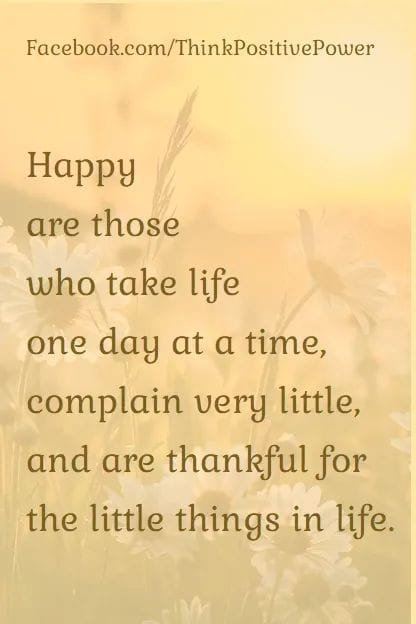 Facebook.com/ThinkPositivePower
Happy
are those
who take life
one day at a time,
complain very little,
and are thankful for
the little things in life.